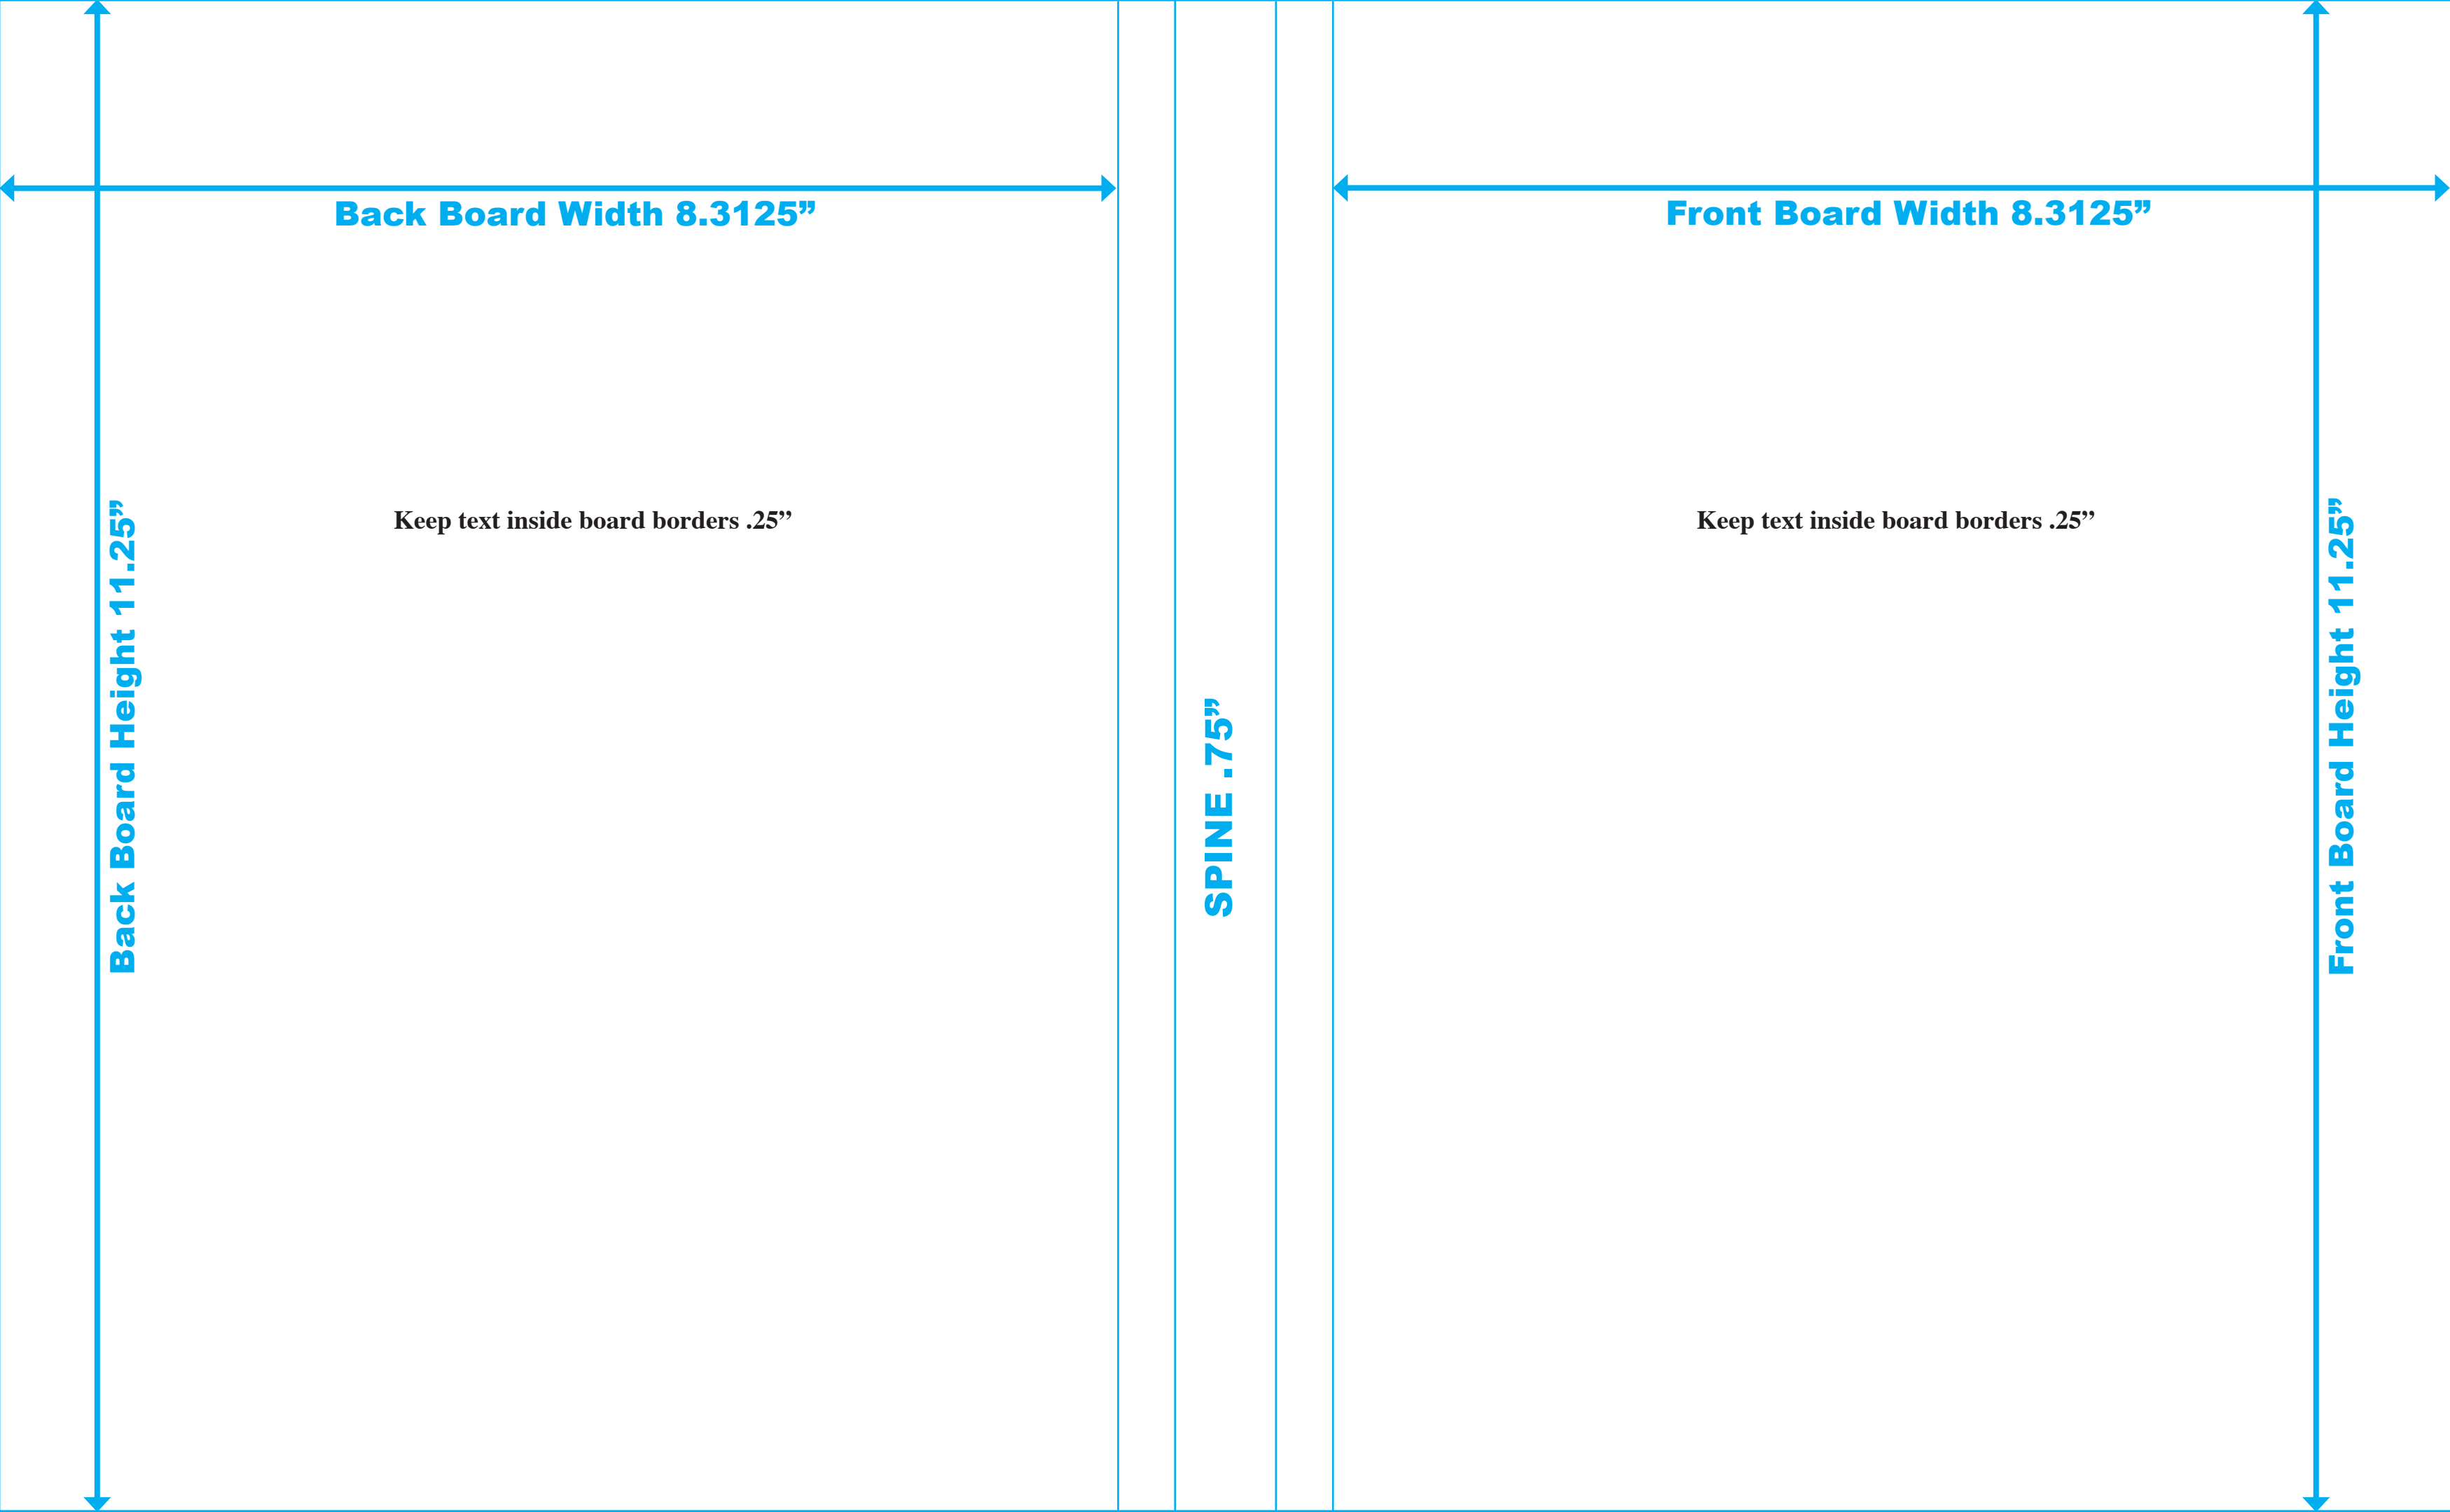 Back Board Width 8.3125”
Front Board Width 8.3125”
Keep text inside board borders .25”
Keep text inside board borders .25”
Back Board Height 11.25”
SPINE .75”
Front Board Height 11.25”